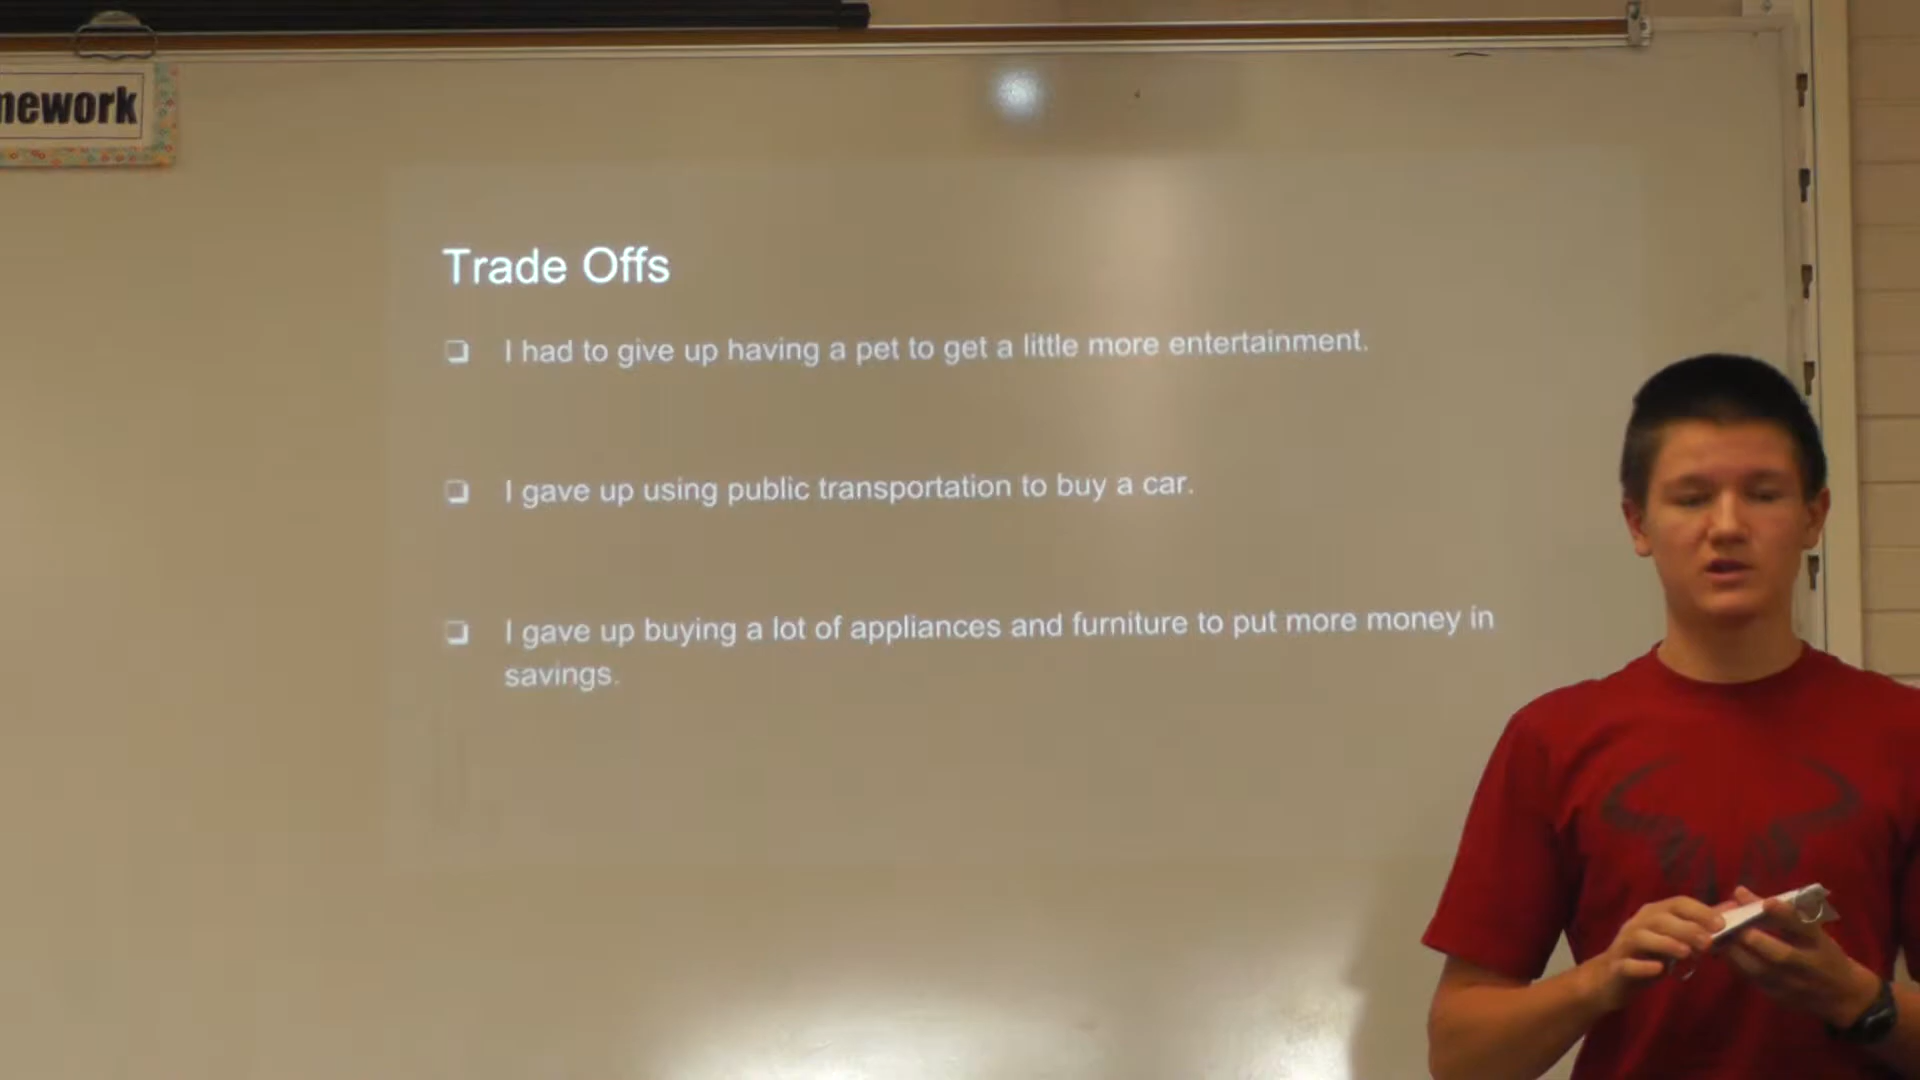 mework
Trade Offs
I had to give up having a pet to get a little more entertainment.
I gave up using public transportation to buy a car.
I gave up buying a lot of appliances and furniture to put more money in
savings.